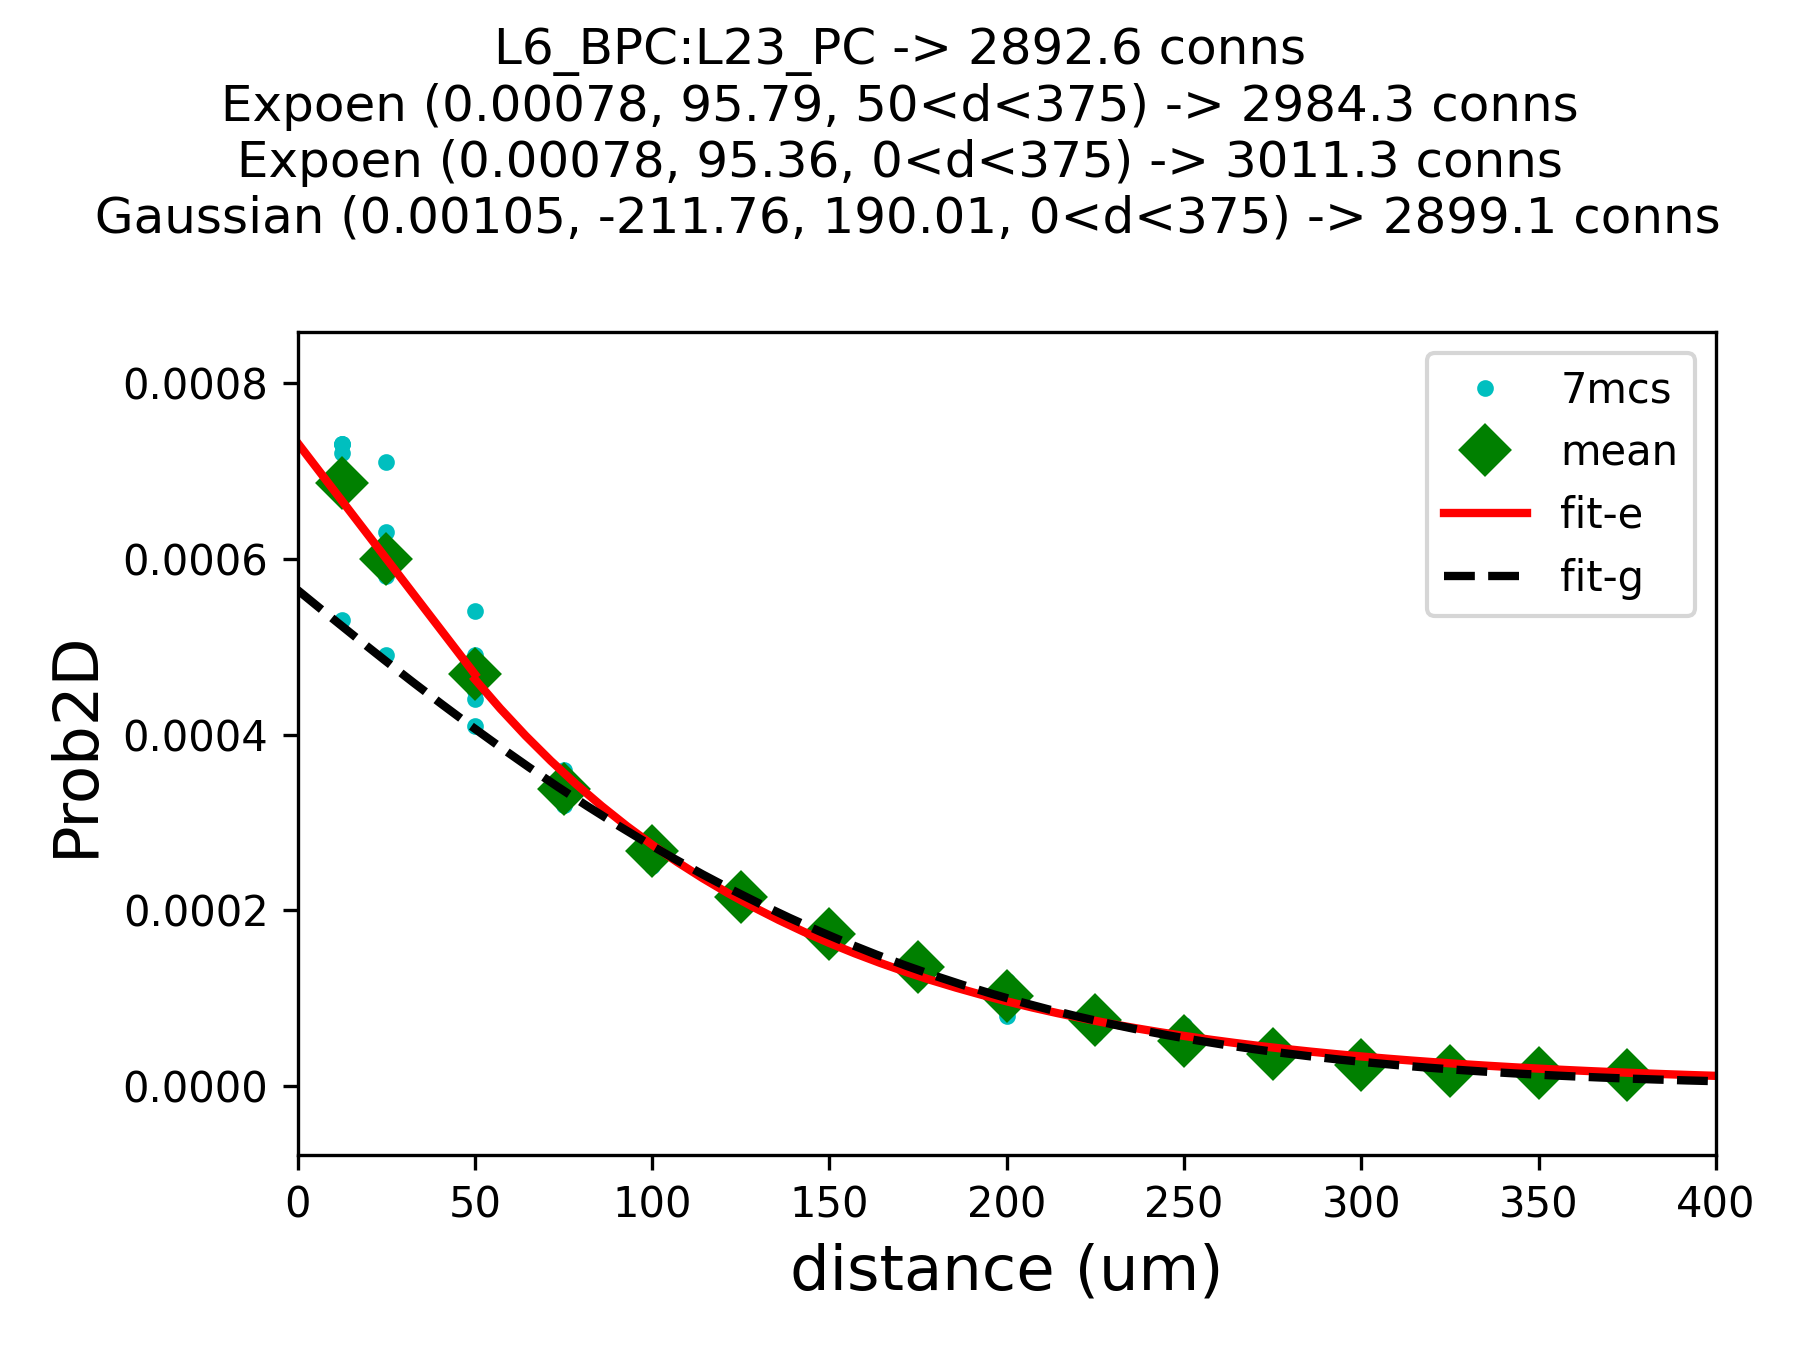 L6_BPC:L23_PC -> 2892.6 conns
Expoen (0.00078, 95.79, 50<d<375) -> 2984.3 conns
Expoen (0.00078, 95.36, 0<d<375) -> 3011.3 conns
Gaussian (0.00105, -211.76, 190.01, 0<d<375) -> 2899.1 conns
7mcs
mean
fit-e
fit-g
Prob2D
0.0008
0.0006
0.0004
0.0002
0.0000
0 50 100 150 200 250 300 350 400
distance (um)